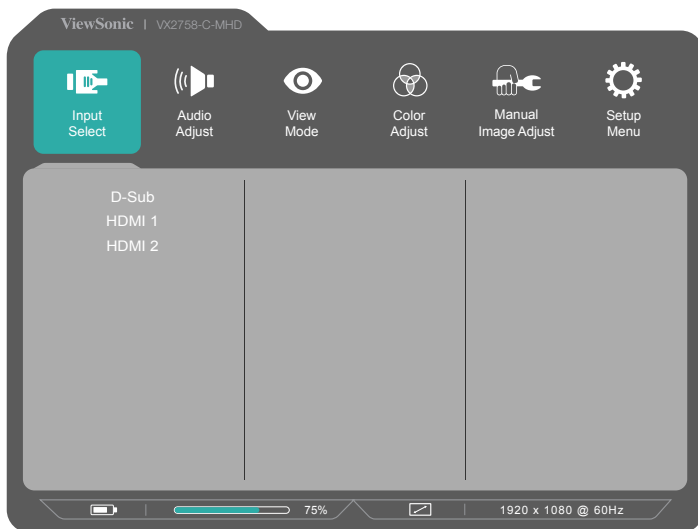 ViewSonic | VX2758-C-MHD
Input
Select
Audio
Adjust
View
Mode
Color
Adjust
Manual
Image Adjust
Setup
Menu
D-Sub
HDMI 1
HDMI 2
75%
1920 x 1080 @ 60Hz